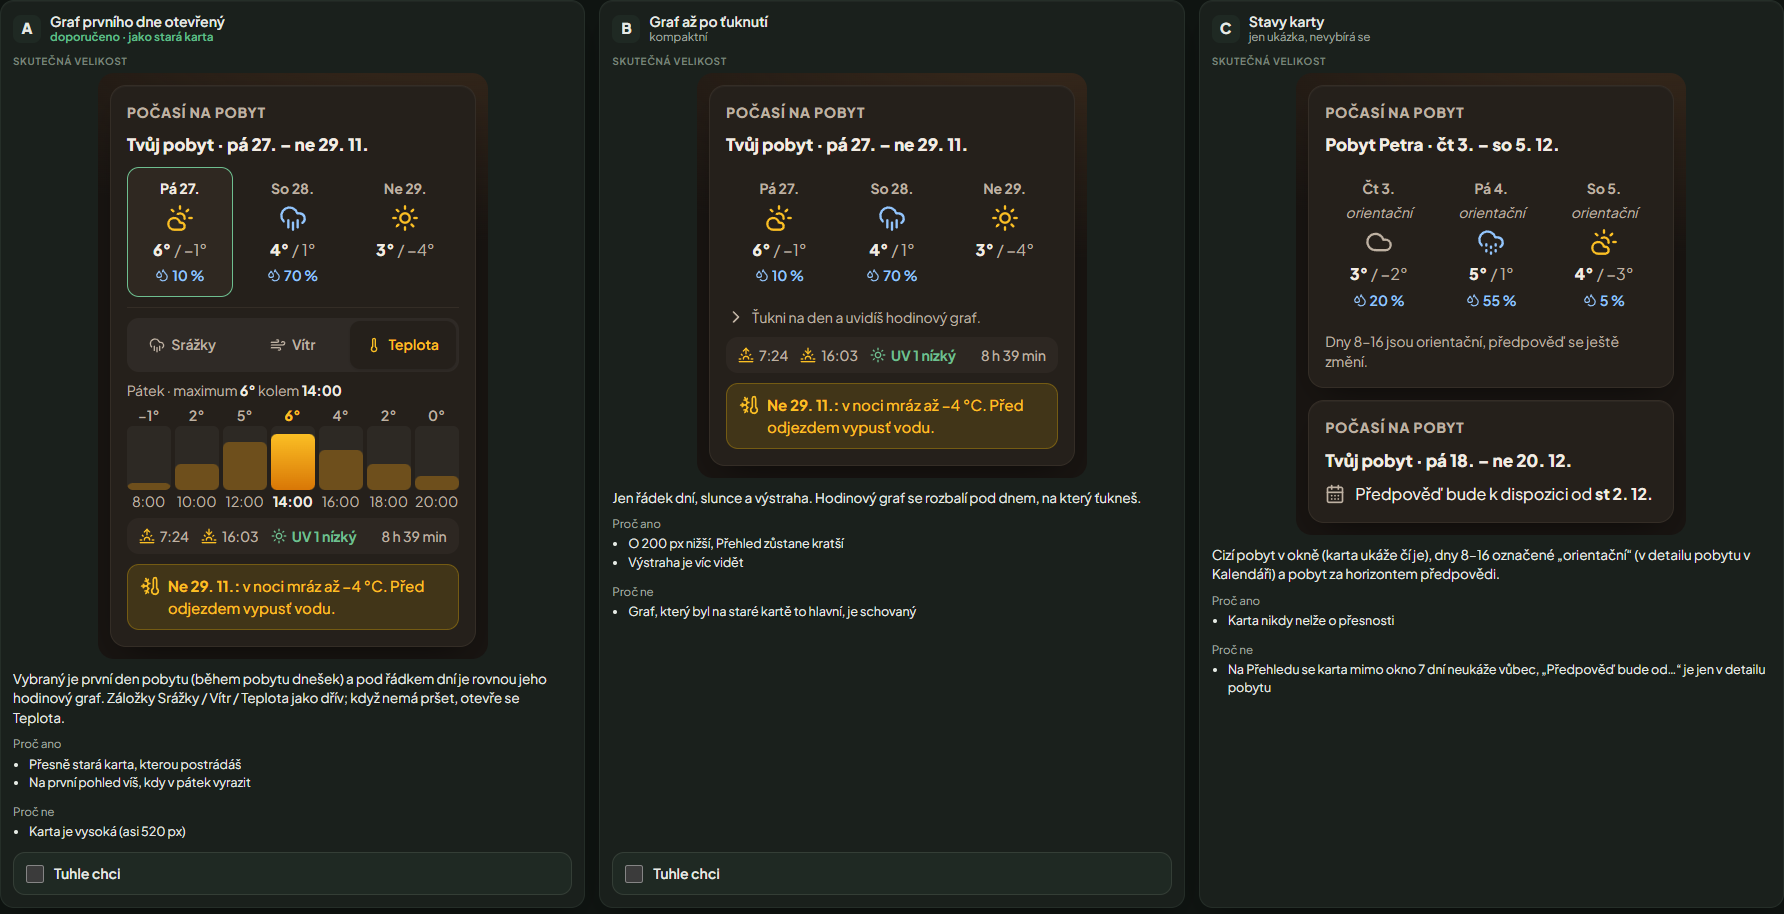 A
Graf prvního dne otevřený
doporučeno · jako stará karta
SKUTEČNÁ VELIKOST
POČASÍ NA POBYT
Tvůj pobyt · pá 27. – ne 29. 11.
Pá 27. So 28. Ne 29.
6° / −1° 4° / 1° 3° / −4°
10 % 70 %
Srážky Vítr Teplota
Pátek · maximum 6° kolem 14:00
−1° 2° 5° 6° 4° 2° 0°
8:00 10:00 12:00 14:00 16:00 18:00 20:00
7:24 16:03 UV 1 nízký 8 h 39 min
Ne 29. 11.: v noci mráz až −4 °C. Před
odjezdem vypusť vodu.
Vybraný je první den pobytu (během pobytu dnešek) a pod řádkem dní je rovnou jeho
hodinový graf. Záložky Srážky / Vítr / Teplota jako dřív; když nemá pršet, otevře se
Teplota.
Proč ano
• Přesně stará karta, kterou postrádáš
• Na první pohled víš, kdy v pátek vyrazit
Proč ne
• Karta je vysoká (asi 520 px)
Tuhle chci
B
Graf až po ťuknutí
kompaktní
SKUTEČNÁ VELIKOST
POČASÍ NA POBYT
Tvůj pobyt · pá 27. – ne 29. 11.
Pá 27. So 28. Ne 29.
6° / −1° 4° / 1° 3° / −4°
10 % 70 %
Ťukni na den a uvidíš hodinový graf.
7:24 16:03 UV 1 nízký 8 h 39 min
Ne 29. 11.: v noci mráz až −4 °C. Před
odjezdem vypusť vodu.
Jen řádek dní, slunce a výstraha. Hodinový graf se rozbalí pod dnem, na který ťukneš.
Proč ano
• O 200 px nižší, Přehled zůstane kratší
• Výstraha je víc vidět
Proč ne
• Graf, který byl na staré kartě to hlavní, je schovaný
Tuhle chci
C
Stavy karty
jen ukázka, nevybírá se
SKUTEČNÁ VELIKOST
POČASÍ NA POBYT
Pobyt Petra · čt 3. – so 5. 12.
Čt 3. Pá 4. So 5.
orientační orientační orientační
3° / −2° 5° / 1° 4° / −3°
20 % 55 % 5 %
Dny 8–16 jsou orientační, předpověď se ještě
změní.
POČASÍ NA POBYT
Tvůj pobyt · pá 18. – ne 20. 12.
Předpověď bude k dispozici od st 2. 12.
Cizí pobyt v okně (karta ukáže čí je), dny 8–16 označené „orientační“ (v detailu pobytu v
Kalendáři) a pobyt za horizontem předpovědi.
Proč ano
• Karta nikdy nelže o přesnosti
Proč ne
• Na Přehledu se karta mimo okno 7 dní neukáže vůbec, „Předpověď bude od…“ je jen v detailu
pobytu